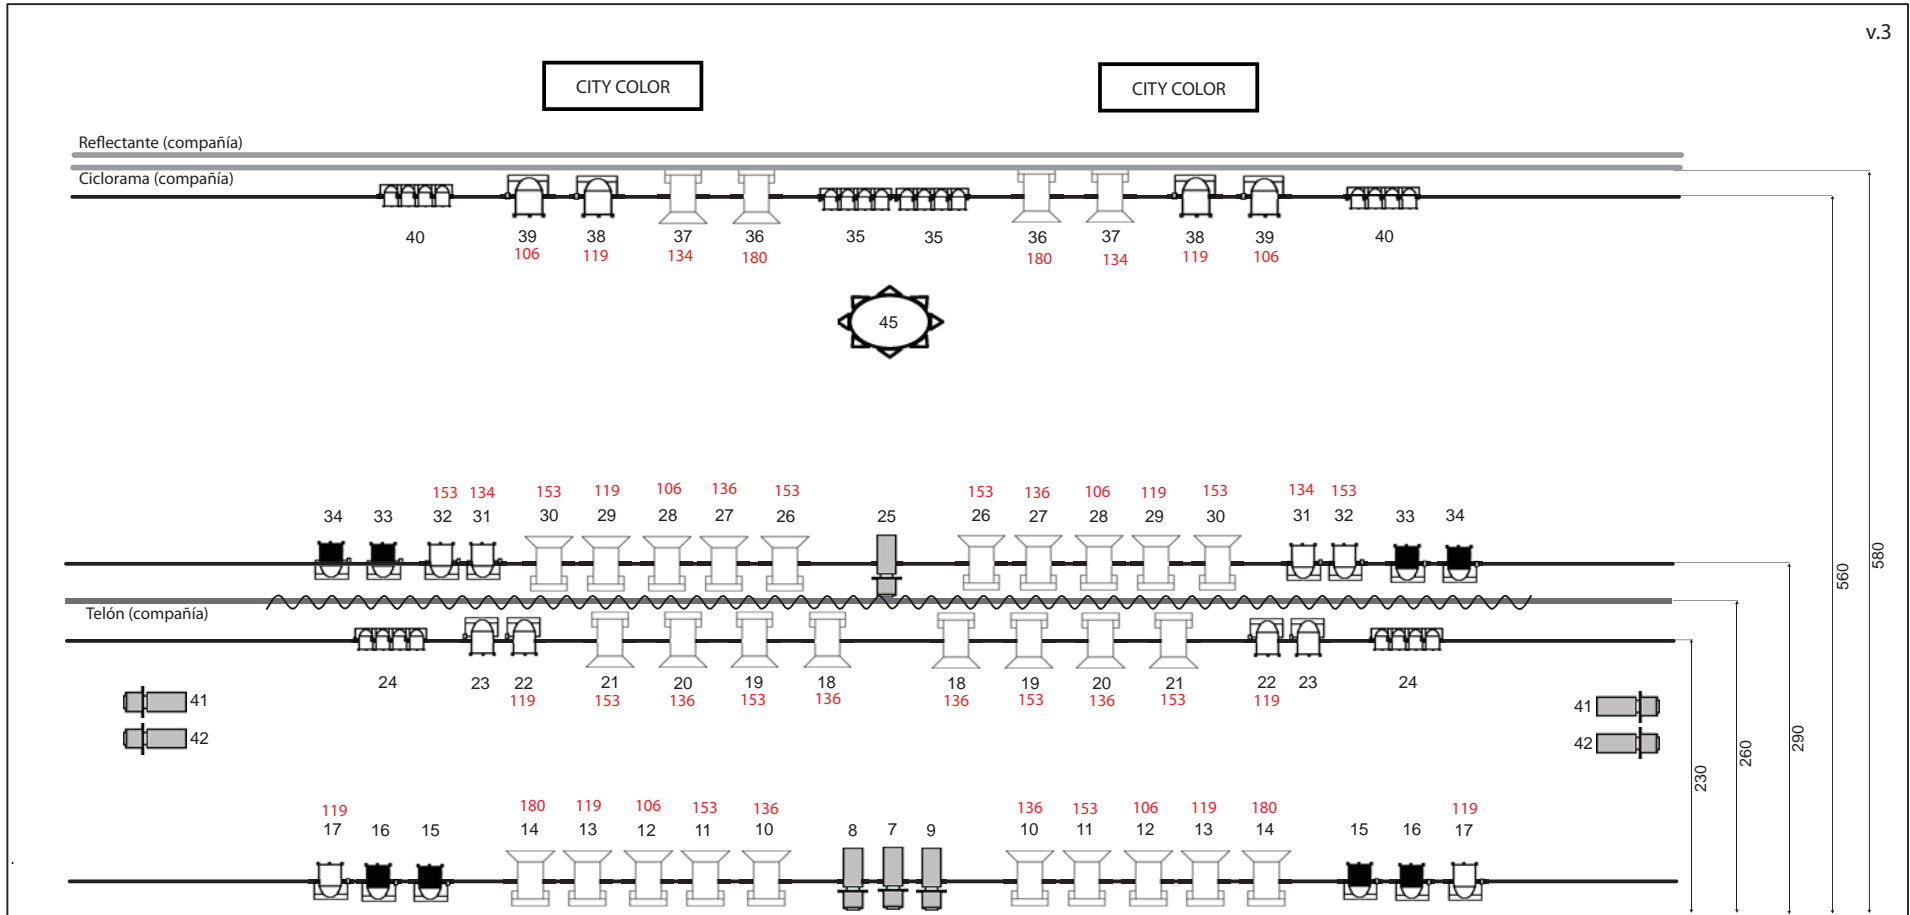 v.3
CITY COLOR CITY COLOR
Reflectante (compañía)
Ciclorama (compañía)
40 39 38 37 36 35 35 36 37 38 39 40
106 119 134 180 180 134 119 106
45
153 134 153 119 106 136 153 153 136 106 119 153 134 153
34 33 32 31 30 29 28 27 26 25 26 27 28 29 30 31 32 33 34
Telón (compañía)
24 23 22 21 20 19 18 18 19 20 21 22 23 24
119 153 136 153 136 136 153 136 153 119
41 41
42 42
230
260
290
560
580
119 180 119 106 153 136 136 153 106 119 180 119
17 16 15 14 13 12 11 10 8 7 9 10 11 12 13 14 15 16 17